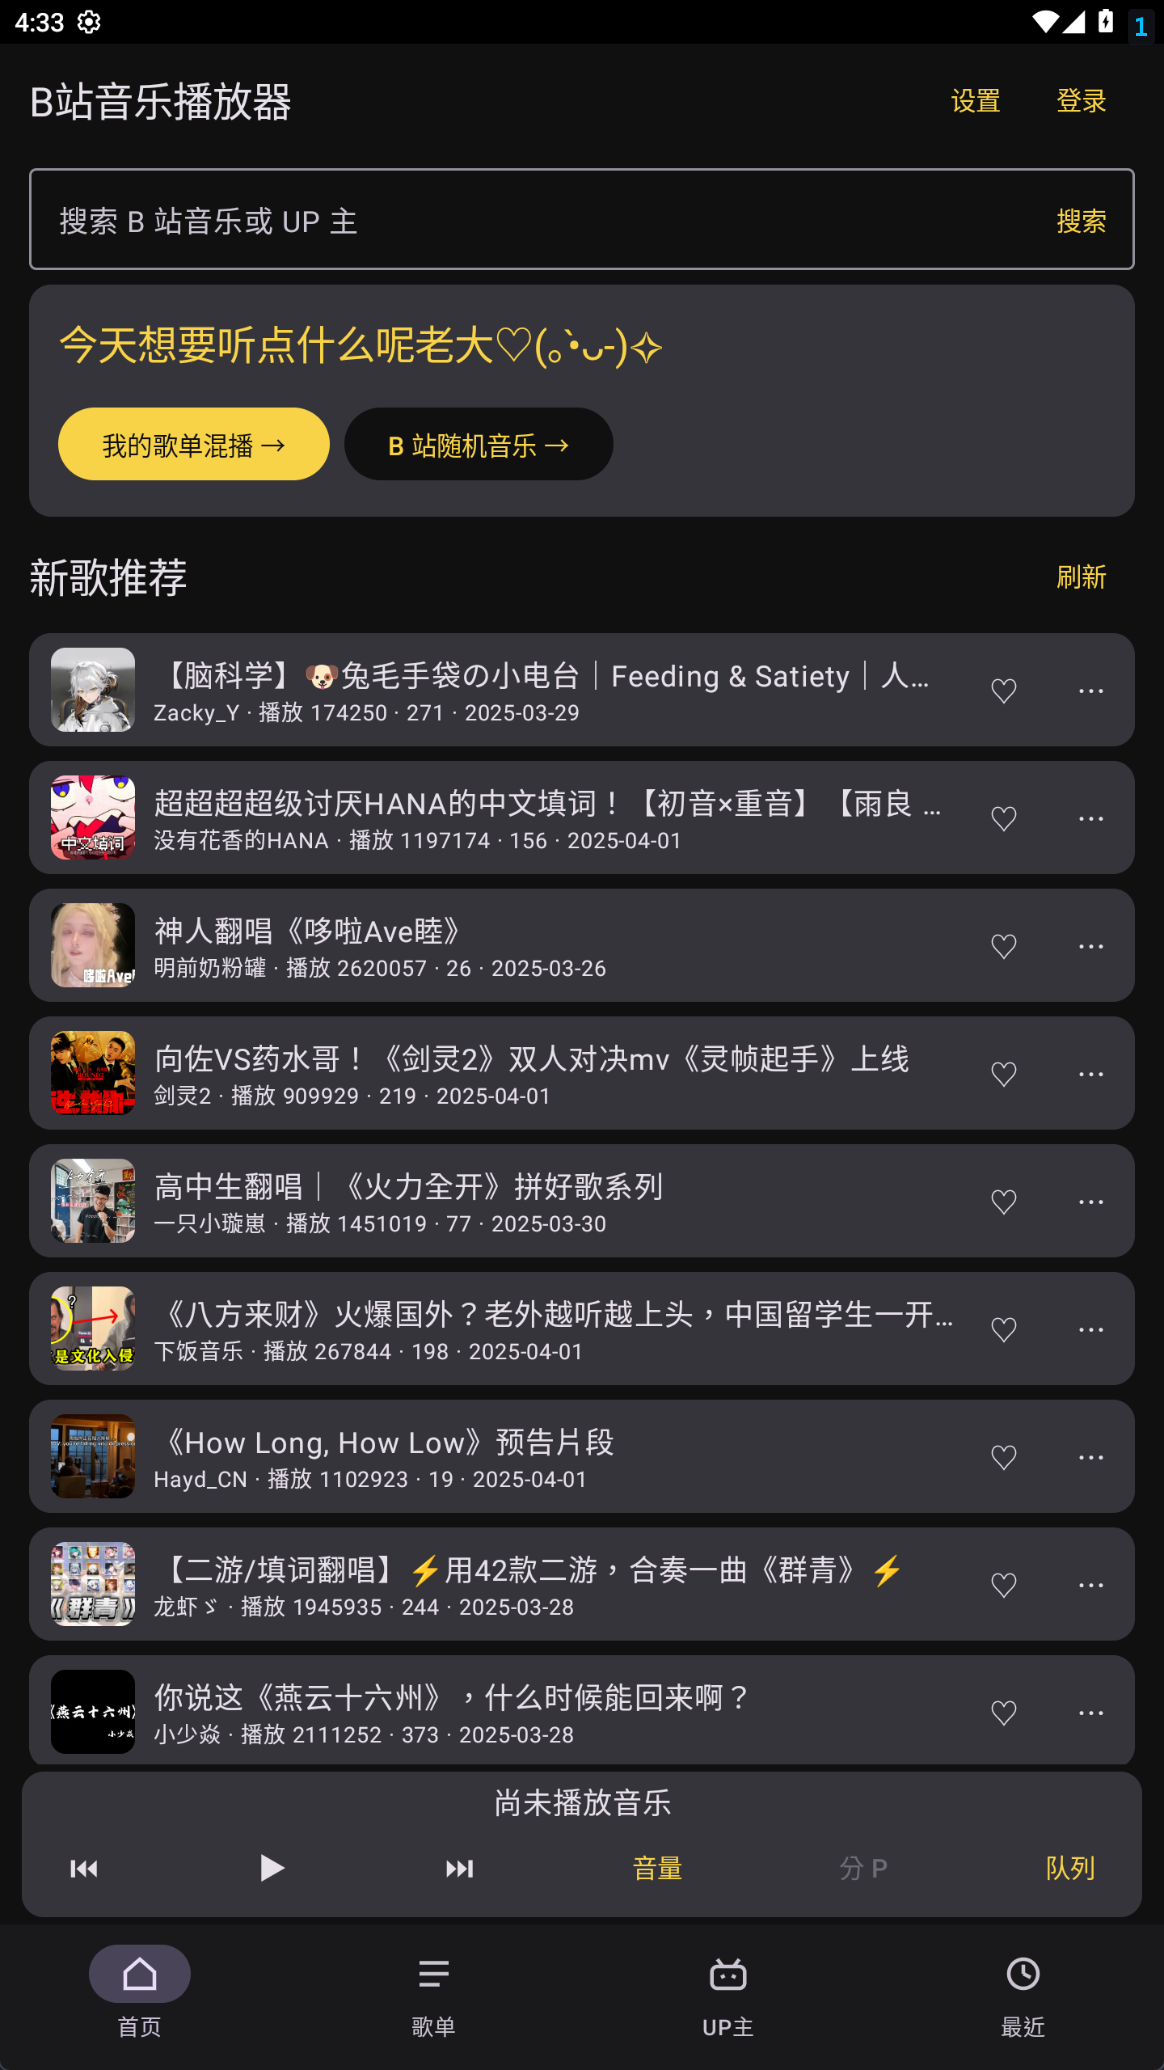 4:33
1
B站音乐播放器
设置
登录
搜索 B 站音乐或 UP 主
搜索
今天想要听点什么呢老大♡(｡•̀ᴗ-)✧
我的歌单混播 →
B 站随机音乐 →
新歌推荐
刷新
【脑科学】🐶兔毛手袋の小电台｜Feeding & Satiety｜人...
Zacky_Y · 播放 174250 · 271 · 2025-03-29
超超超超级讨厌HANA的中文填词！【初音×重音】【雨良 ...
没有花香的HANA · 播放 1197174 · 156 · 2025-04-01
中文填词
神人翻唱《哆啦Ave睦》
明前奶粉罐 · 播放 2620057 · 26 · 2025-03-26
哆啦Ave
向佐VS药水哥！《剑灵2》双人对决mv《灵帧起手》上线
剑灵2 · 播放 909929 · 219 · 2025-04-01
高中生翻唱｜《火力全开》拼好歌系列
一只小璇崽 · 播放 1451019 · 77 · 2025-03-30
《八方来财》火爆国外？老外越听越上头，中国留学生一开...
下饭音乐 · 播放 267844 · 198 · 2025-04-01
?
是文化入侵
《How Long, How Low》预告片段
Hayd_CN · 播放 1102923 · 19 · 2025-04-01
【二游/填词翻唱】⚡用42款二游，合奏一曲《群青》⚡
龙虾ゞ · 播放 1945935 · 244 · 2025-03-28
《群青》
你说这《燕云十六州》，什么时候能回来啊？
小少焱 · 播放 2111252 · 373 · 2025-03-28
《燕云十六州》
小少焱
尚未播放音乐
音量
分 P
队列
首页
歌单
UP主
最近